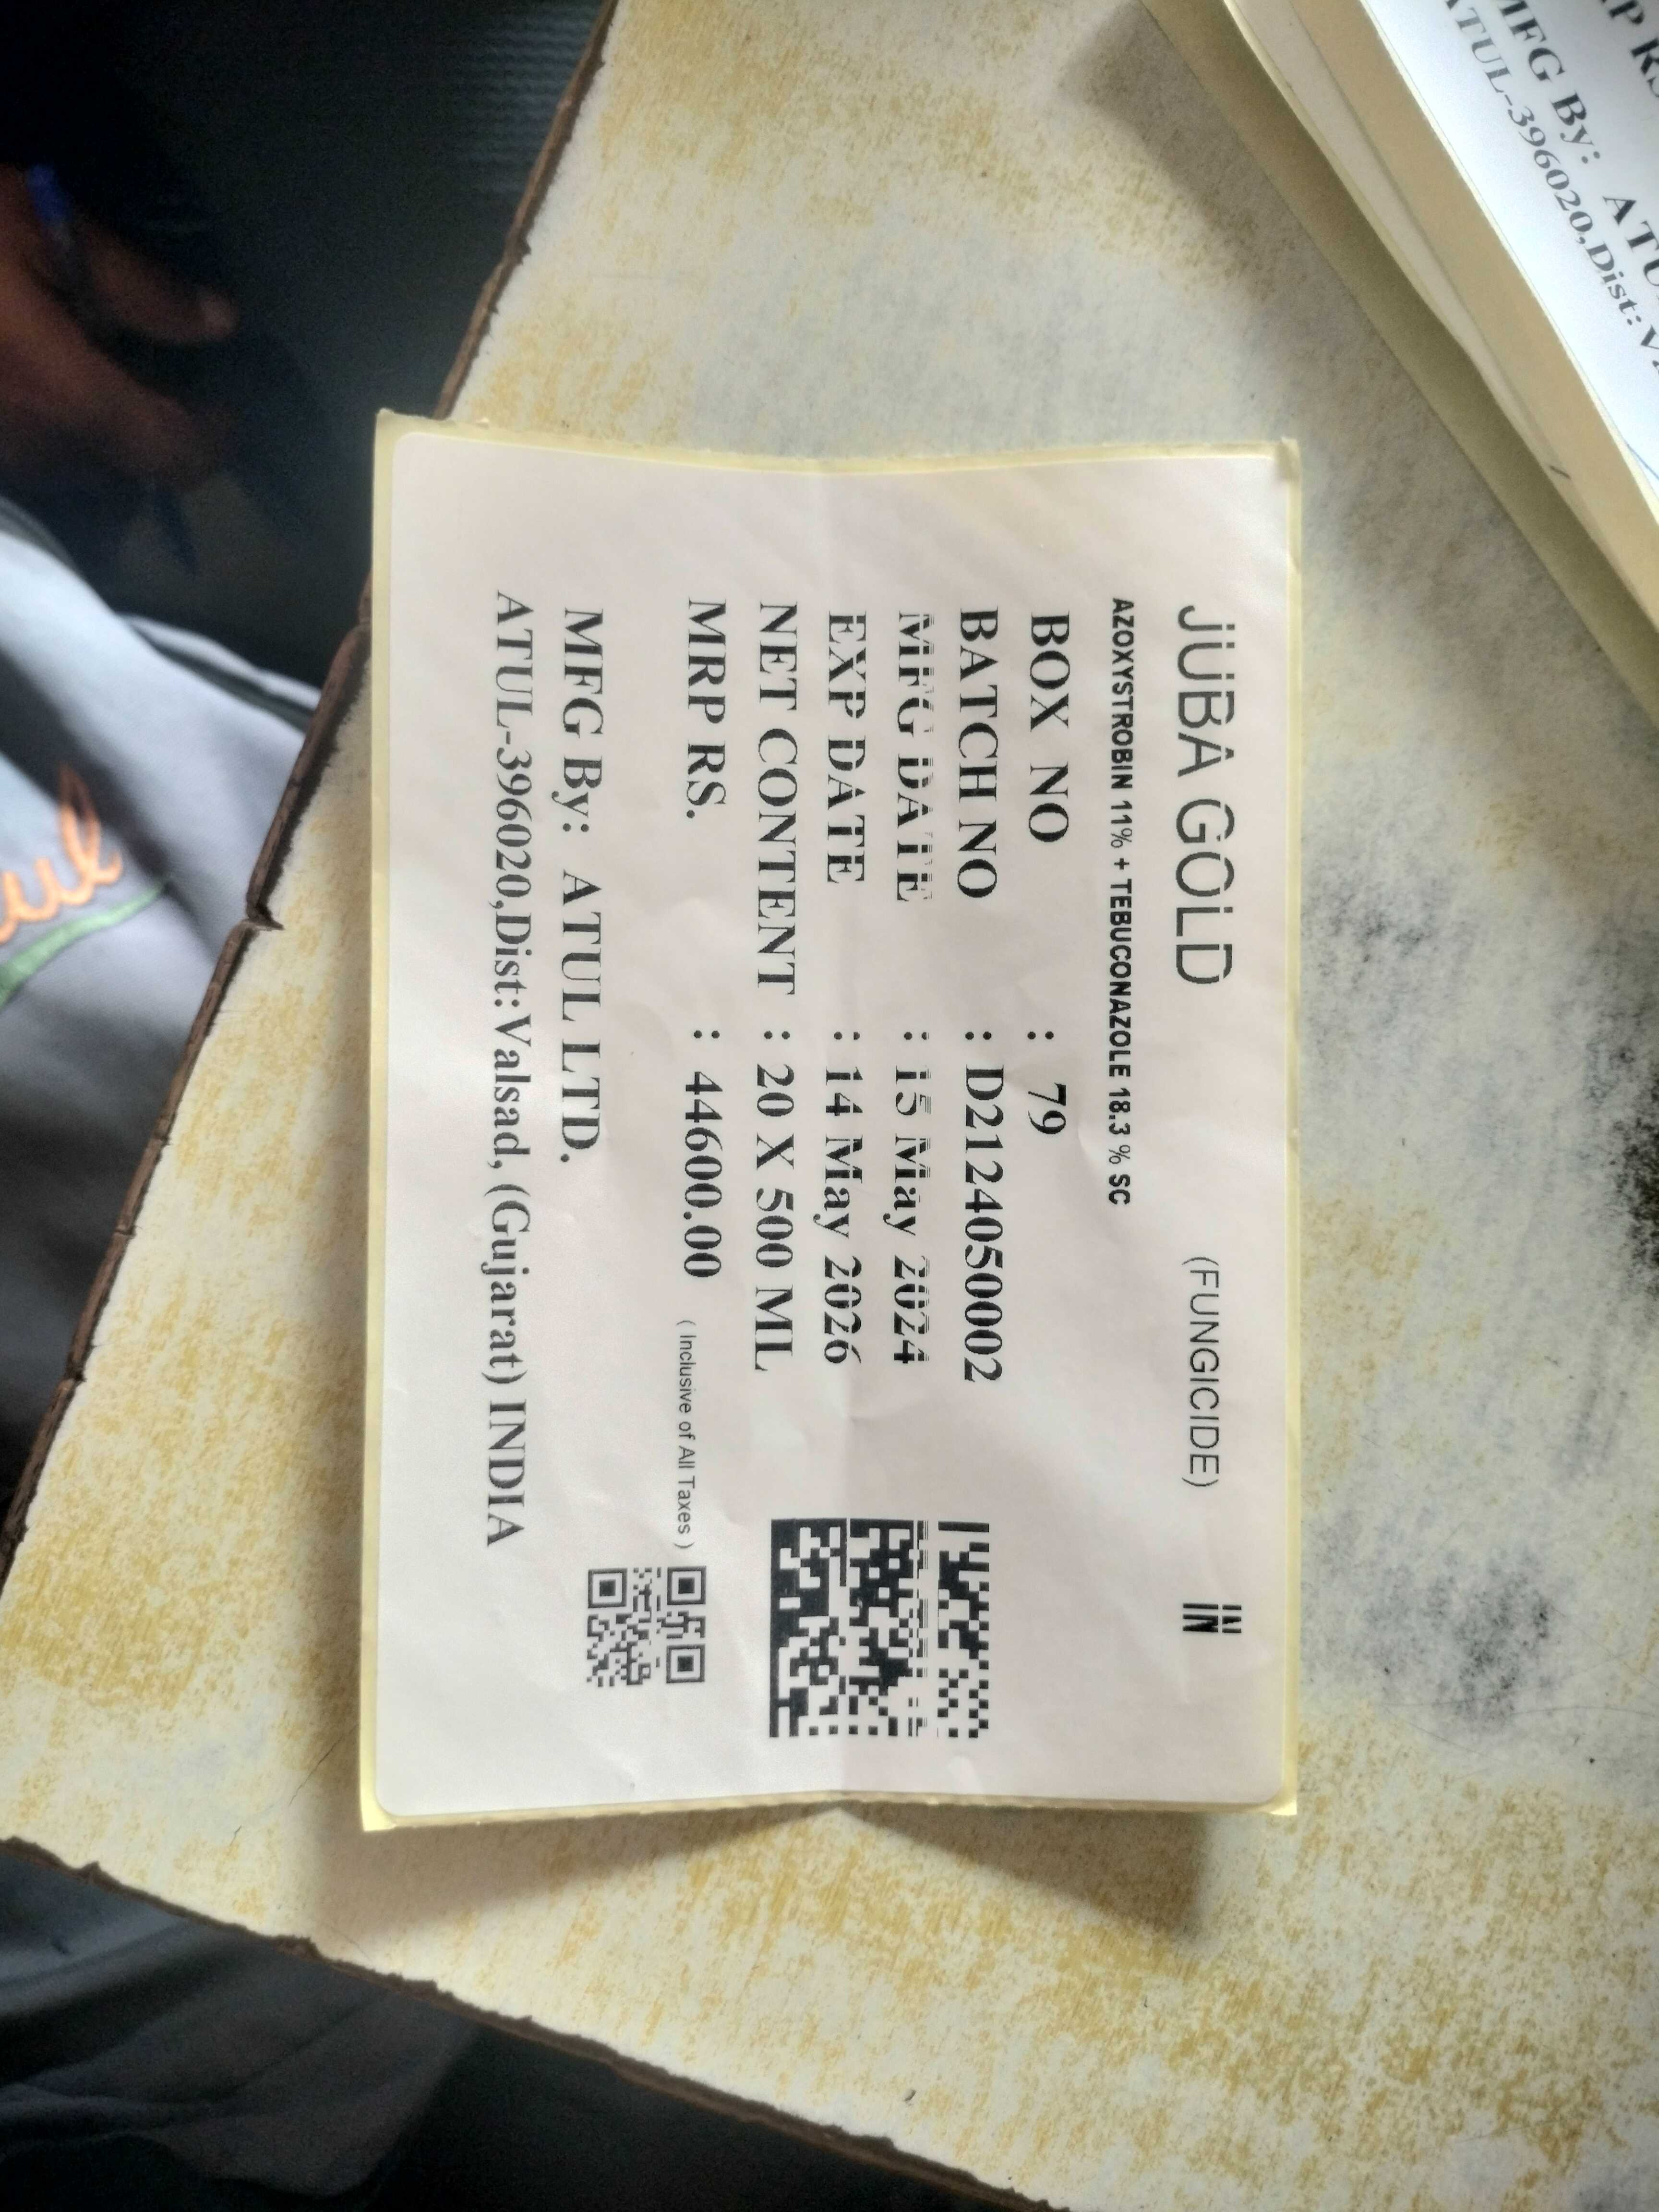 JUBA GOLD (FUNGICIDE) IN
AZOXYSTROBIN 11% + TEBUCONAZOLE 18.3 % SC
BOX NO : 79
BATCH NO : D2124050002
MFG DATE : 15 May 2024
EXP DATE : 14 May 2026
NET CONTENT : 20 X 500 ML
MRP RS. : 44600.00 ( Inclusive of All Taxes )
MFG By: ATUL LTD.
ATUL-396020,Dist:Valsad, (Gujarat) INDIA
MFG By:
ATUL-396020,Dist: